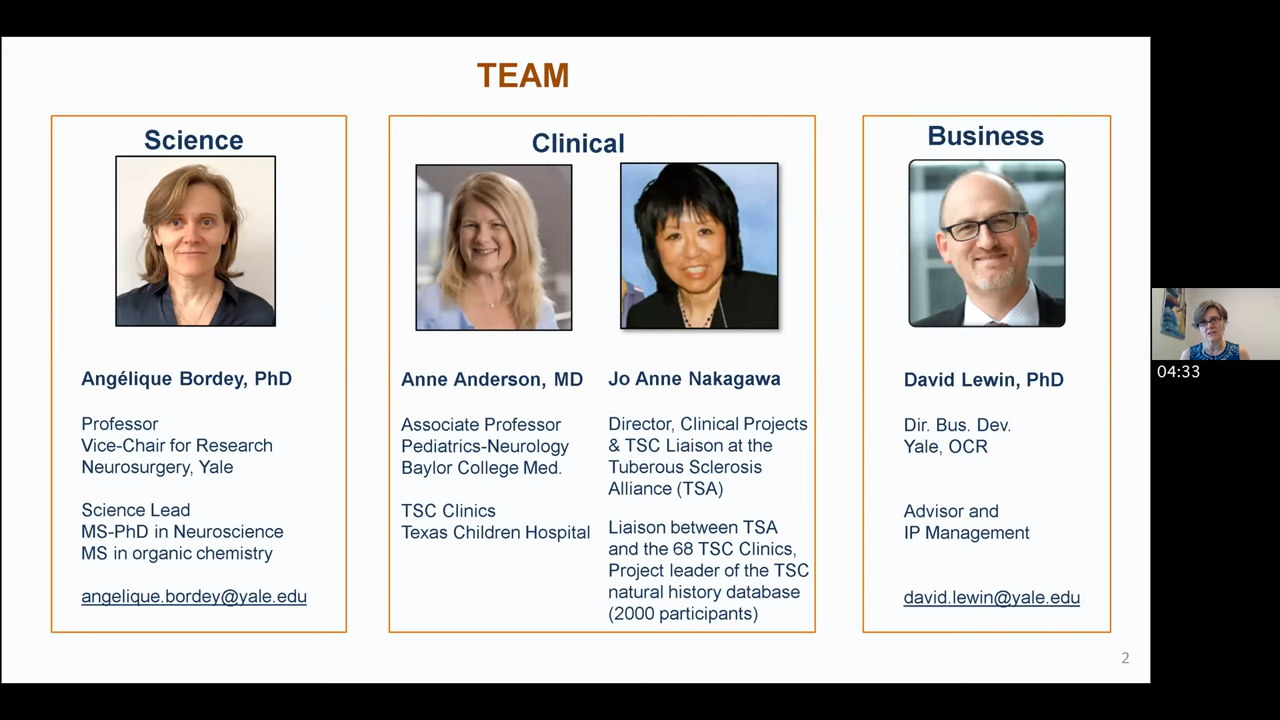 TEAM
Science
Angélique Bordey, PhD
Professor
Vice-Chair for Research
Neurosurgery, Yale
Science Lead
MS-PhD in Neuroscience
MS in organic chemistry
angelique.bordey@yale.edu
Clinical
Anne Anderson, MD
Associate Professor
Pediatrics-Neurology
Baylor College Med.
TSC Clinics
Texas Children Hospital
Jo Anne Nakagawa
Director, Clinical Projects
& TSC Liaison at the
Tuberous Sclerosis
Alliance (TSA)
Liaison between TSA
and the 68 TSC Clinics,
Project leader of the TSC
natural history database
(2000 participants)
Business
David Lewin, PhD
Dir. Bus. Dev.
Yale, OCR
Advisor and
IP Management
david.lewin@yale.edu
2
04:33